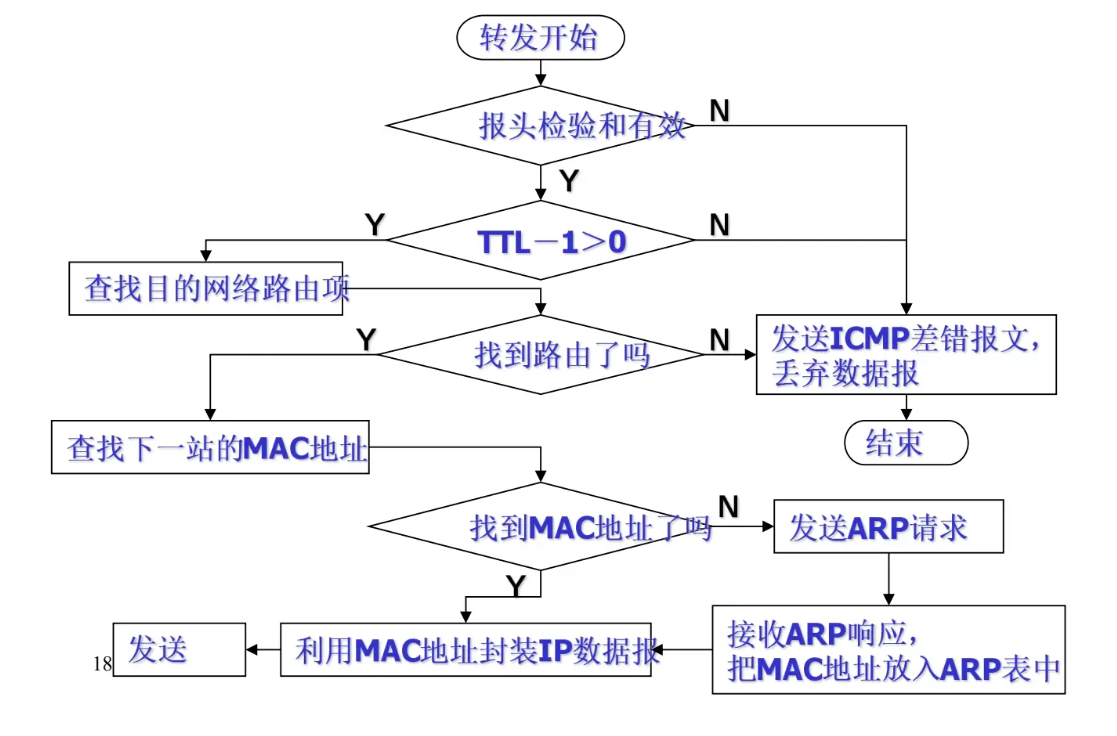 转发开始
报头检验和有效
N
Y
Y
TTL－1＞0
N
查找目的网络路由项
Y
找到路由了吗
N
发送ICMP差错报文,
丢弃数据报
结束
查找下一站的MAC地址
找到MAC地址了吗
N
发送ARP请求
Y
接收ARP响应,
把MAC地址放入ARP表中
利用MAC地址封装IP数据报
发送
18